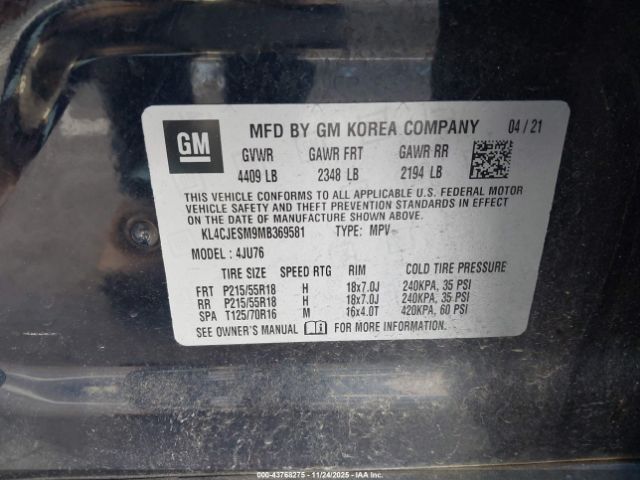 GM MFD BY GM KOREA COMPANY 04 / 21
GVWR GAWR FRT GAWR RR
4409 LB 2348 LB 2194 LB
THIS VEHICLE CONFORMS TO ALL APPLICABLE U.S. FEDERAL MOTOR
VEHICLE SAFETY AND THEFT PREVENTION STANDARDS IN EFFECT
ON THE DATE OF MANUFACTURE SHOWN ABOVE.
KL4CJESM9MB369581 TYPE: MPV
MODEL : 4JU76
TIRE SIZE SPEED RTG RIM COLD TIRE PRESSURE
FRT P215/55R18 H 18x7.0J 240KPA, 35 PSI
RR P215/55R18 H 18x7.0J 240KPA, 35 PSI
SPA T125/70R16 M 16x4.0T 420KPA, 60 PSI
SEE OWNER'S MANUAL FOR MORE INFORMATION.
©-43768275 — 11/24/2025 — IAA Inc.